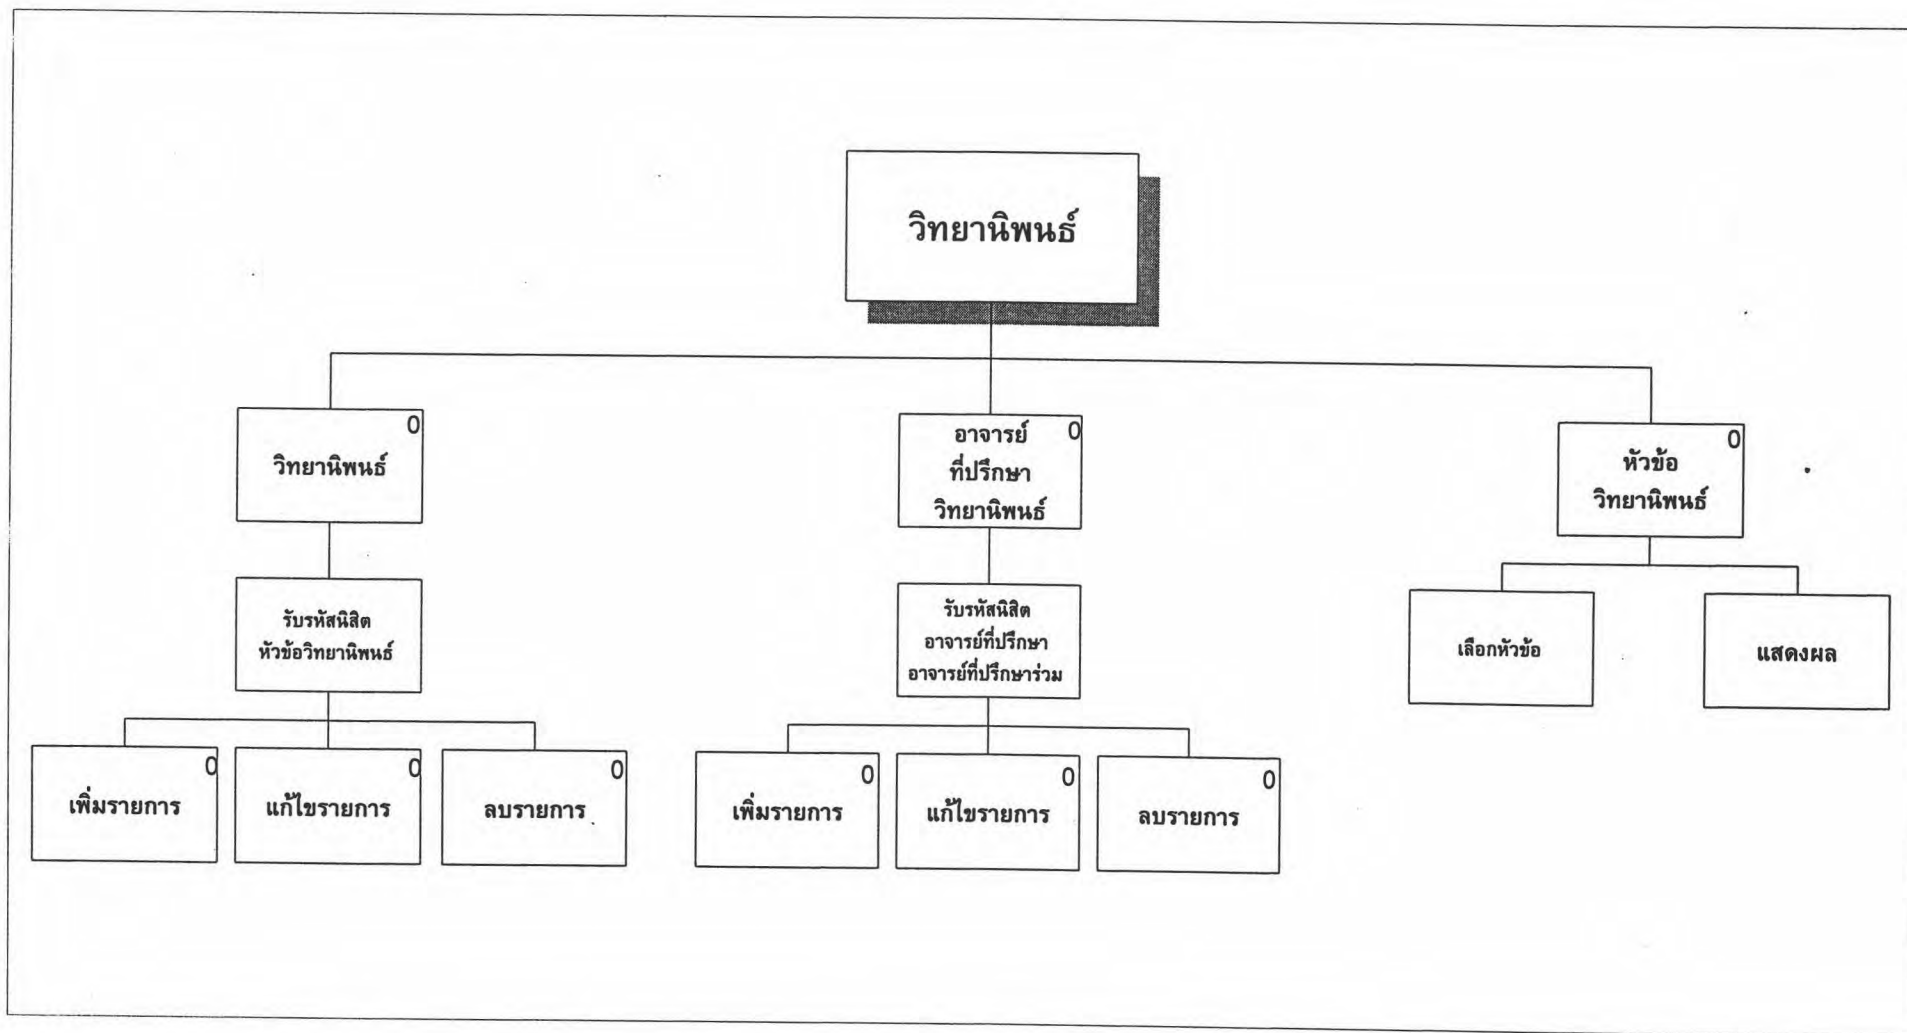 วิทยานิพนธ์
0
วิทยานิพนธ์
0
อาจารย์
ที่ปรึกษา
วิทยานิพนธ์
0
หัวข้อ
วิทยานิพนธ์
รับรหัสนิสิต
หัวข้อวิทยานิพนธ์
รับรหัสนิสิต
อาจารย์ที่ปรึกษา
อาจารย์ที่ปรึกษาร่วม
เลือกหัวข้อ
แสดงผล
0
เพิ่มรายการ
0
แก้ไขรายการ
0
ลบรายการ
0
เพิ่มรายการ
0
แก้ไขรายการ
0
ลบรายการ